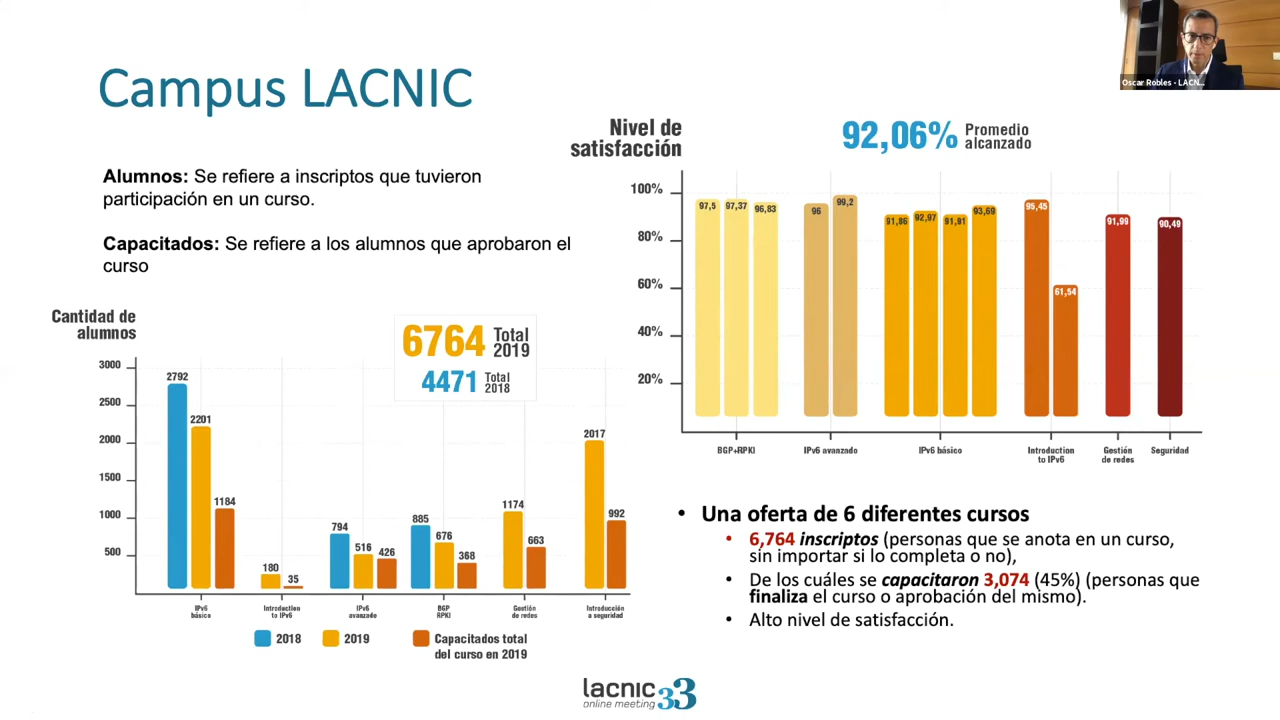 Campus LACNIC
Oscar Robles - LACN...
Alumnos: Se refiere a inscriptos que tuvieron
participación en un curso.
Capacitados: Se refiere a los alumnos que aprobaron el
curso
Cantidad de
alumnos
6764 Total
2019
4471 Total
2018
3000
2500
2000
1500
1000
500
2792
2201
1184
180
35
794
516
426
885
676
368
1174
663
2017
992
IPv6
básico
Introduction
to IPv6
IPv6
avanzado
BGP
RPKI
Gestión
de redes
Introducción
a seguridad
2018
2019
Capacitados total
del curso en 2019
Nivel de
satisfacción
92,06% Promedio
alcanzado
100%
80%
60%
40%
20%
97,5
97,37
96,83
96
99,2
91,86
92,97
91,91
93,69
95,45
61,54
91,99
90,49
BGP+RPKI
IPv6 avanzado
IPv6 básico
Introduction
to IPv6
Gestión
de redes
Seguridad
• Una oferta de 6 diferentes cursos
• 6,764 inscriptos (personas que se anota en un curso,
sin importar si lo completa o no),
• De los cuáles se capacitaron 3,074 (45%) (personas que
finaliza el curso o aprobación del mismo).
• Alto nivel de satisfacción.
lacnic 33
online meeting